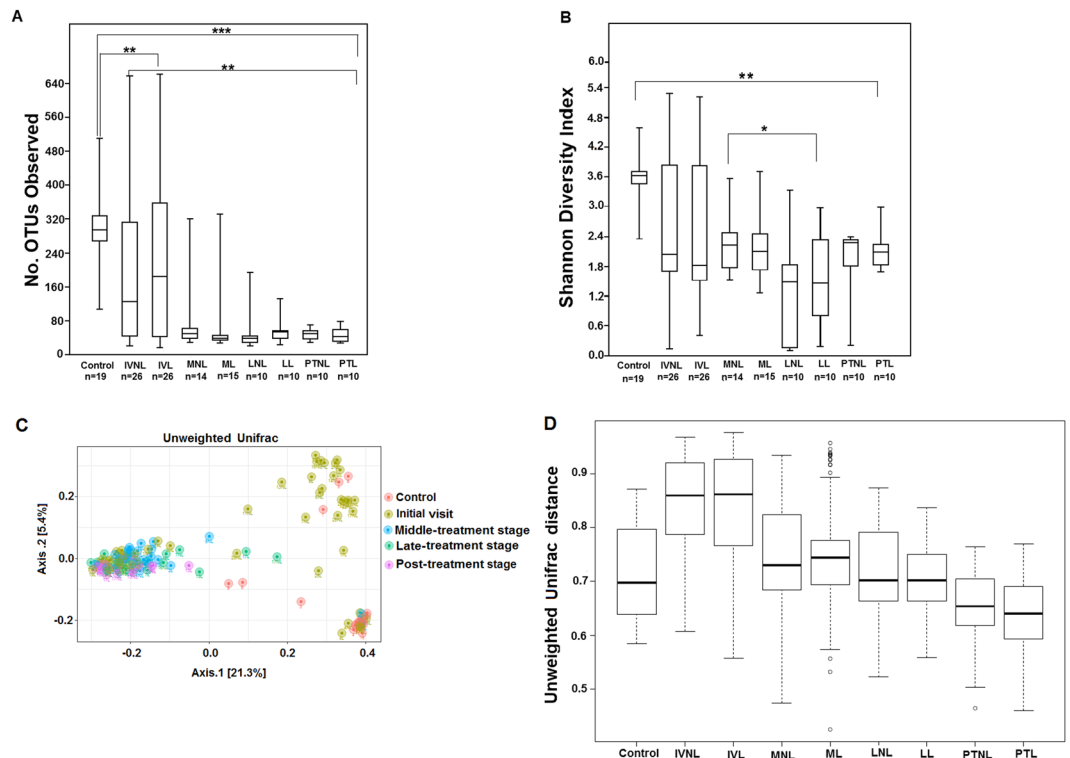 A
No. OTUs Observed
640
560
480
400
320
240
160
80
0
***
**
**
Control IVNL IVL MNL ML LNL LL PTNL PTL
n=19 n=26 n=26 n=14 n=15 n=10 n=10 n=10 n=10
B
Shannon Diversity Index
6.0
5.4
4.8
4.2
3.6
3.0
2.4
1.8
1.2
0.6
0.0
**
*
Control IVNL IVL MNL ML LNL LL PTNL PTL
n=19 n=26 n=26 n=14 n=15 n=10 n=10 n=10 n=10
C
Unweighted Unifrac
Axis .2 [5.4%]
0.2
0.0
-0.2
-0.2 0.0 0.2 0.4
Axis.1 [21.3%]
Control
Initial visit
Middle-treatment stage
Late-treatment stage
Post-treatment stage
D
Unweighted Unifrac distance
0.9
0.8
0.7
0.6
0.5
Control IVNL IVL MNL ML LNL LL PTNL PTL